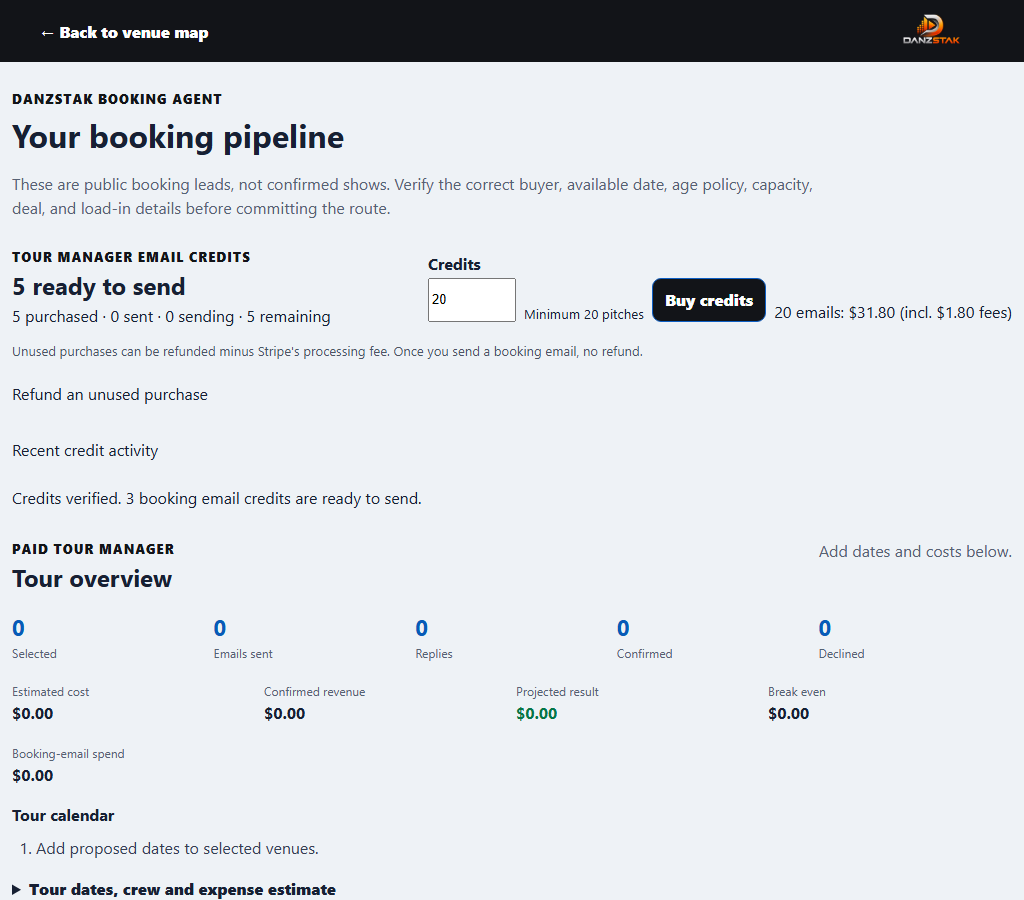 ← Back to venue map
DANZSTAK
DANZSTAK BOOKING AGENT
Your booking pipeline
These are public booking leads, not confirmed shows. Verify the correct buyer, available date, age policy, capacity,
deal, and load-in details before committing the route.
TOUR MANAGER EMAIL CREDITS
5 ready to send
5 purchased · 0 sent · 0 sending · 5 remaining
Credits
20
Minimum 20 pitches
Buy credits
20 emails: $31.80 (incl. $1.80 fees)
Unused purchases can be refunded minus Stripe's processing fee. Once you send a booking email, no refund.
Refund an unused purchase
Recent credit activity
Credits verified. 3 booking email credits are ready to send.
PAID TOUR MANAGER
Tour overview
Add dates and costs below.
0 0 0 0 0
Selected Emails sent Replies Confirmed Declined
Estimated cost Confirmed revenue Projected result Break even
$0.00 $0.00 $0.00 $0.00
Booking-email spend
$0.00
Tour calendar
1. Add proposed dates to selected venues.
Tour dates, crew and expense estimate